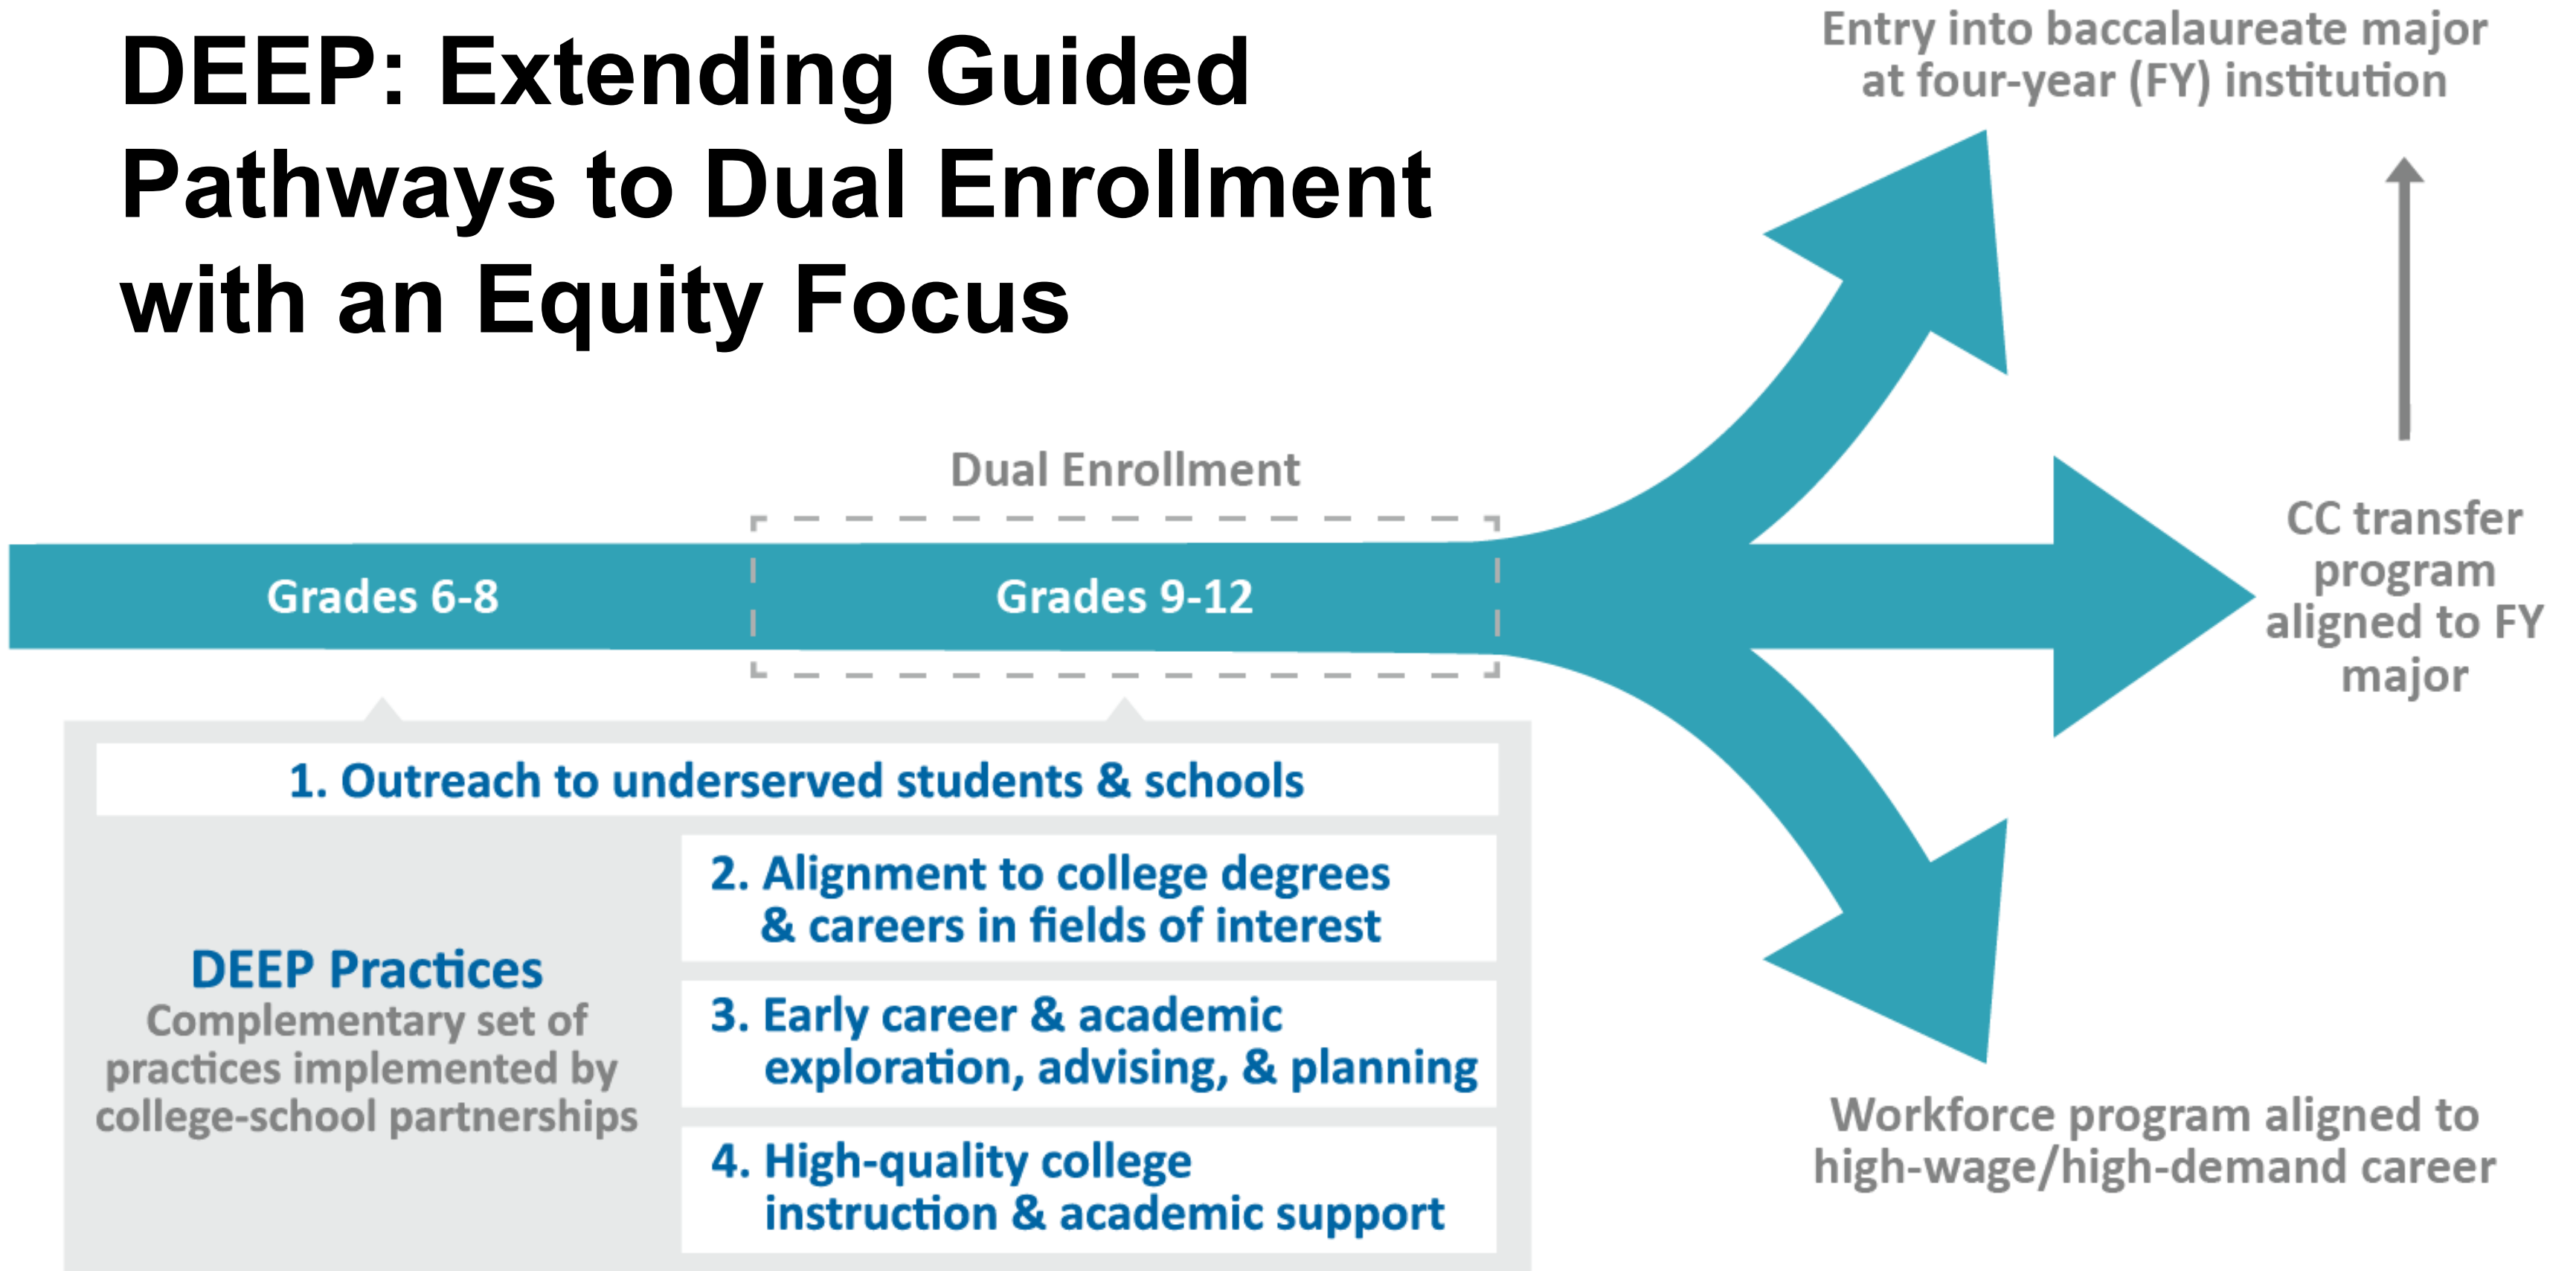 DEEP: Extending Guided
Pathways to Dual Enrollment
with an Equity Focus
Entry into baccalaureate major
at four-year (FY) institution
Dual Enrollment
Grades 6-8
Grades 9-12
CC transfer
program
aligned to FY
major
1. Outreach to underserved students & schools
DEEP Practices
Complementary set of
practices implemented by
college-school partnerships
2. Alignment to college degrees
& careers in fields of interest
3. Early career & academic
exploration, advising, & planning
4. High-quality college
instruction & academic support
Workforce program aligned to
high-wage/high-demand career